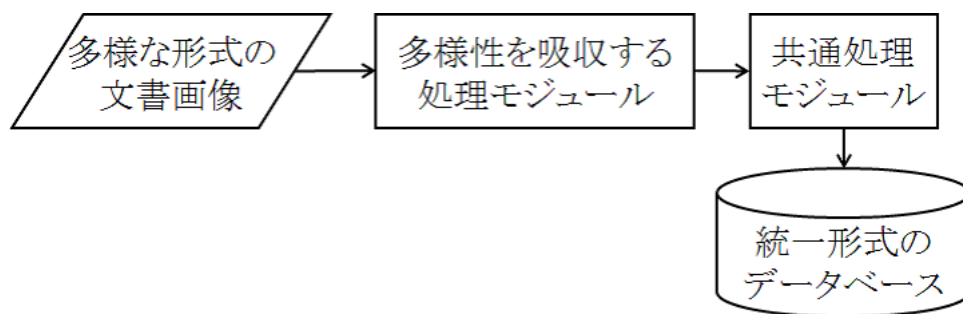 多様な形式の
文書画像
多様性を吸収する
処理モジュール
共通処理
モジュール
統一形式の
データベース